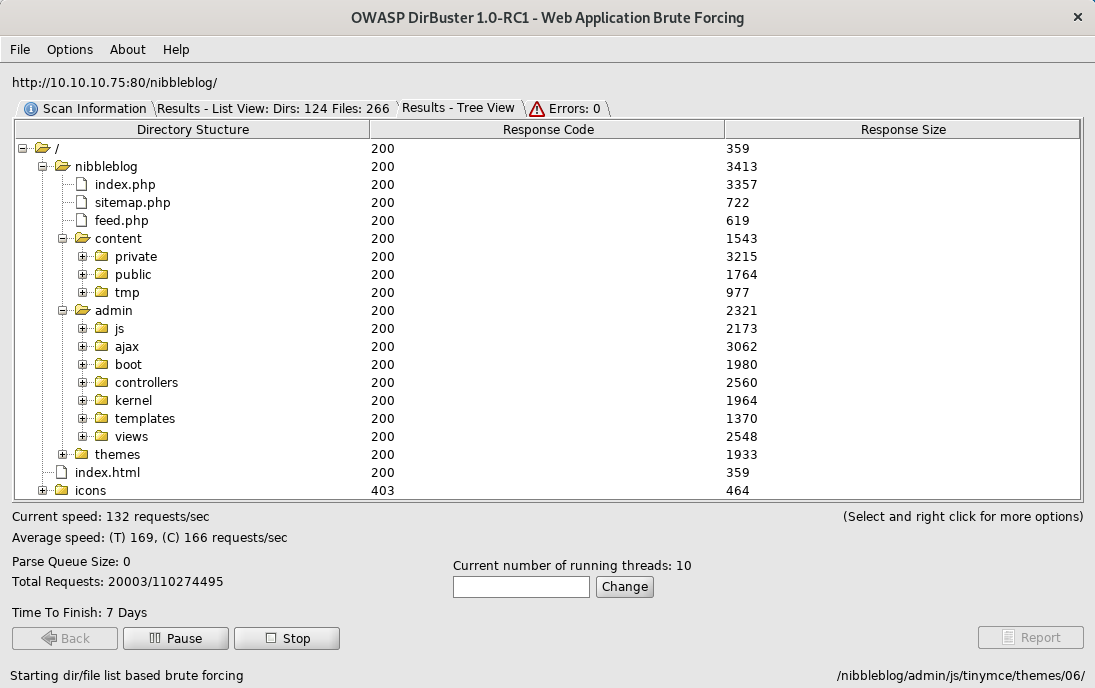 OWASP DirBuster 1.0-RC1 - Web Application Brute Forcing
File Options About Help
http://10.10.10.75:80/nibbleblog/
Scan Information Results - List View: Dirs: 124 Files: 266 Results - Tree View Errors: 0
Directory Stucture Response Code Response Size
/ 200 359
nibbleblog 200 3413
index.php 200 3357
sitemap.php 200 722
feed.php 200 619
content 200 1543
private 200 3215
public 200 1764
tmp 200 977
admin 200 2321
js 200 2173
ajax 200 3062
boot 200 1980
controllers 200 2560
kernel 200 1964
templates 200 1370
views 200 2548
themes 200 1933
index.html 200 359
icons 403 464
Current speed: 132 requests/sec (Select and right click for more options)
Average speed: (T) 169, (C) 166 requests/sec
Parse Queue Size: 0
Current number of running threads: 10
Total Requests: 20003/110274495
Change
Time To Finish: 7 Days
Back Pause Stop Report
Starting dir/file list based brute forcing /nibbleblog/admin/js/tinymce/themes/06/